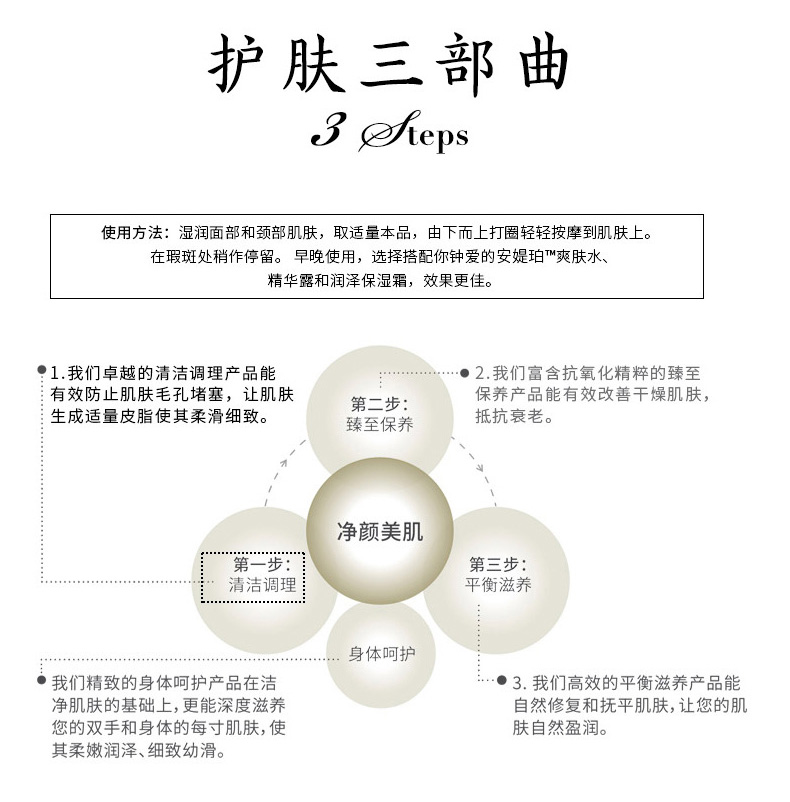 护肤三部曲
3 Steps
使用方法：湿润面部和颈部肌肤，取适量本品，由下而上打圈轻轻按摩到肌肤上。
在瑕斑处稍作停留。 早晚使用，选择搭配你钟爱的安媞珀™爽肤水、
精华露和润泽保湿霜，效果更佳。
1.我们卓越的清洁调理产品能
有效防止肌肤毛孔堵塞，让肌肤
生成适量皮脂使其柔滑细致。
第二步：
臻至保养
2.我们富含抗氧化精粹的臻至
保养产品能有效改善干燥肌肤，
抵抗衰老。
净颜美肌
第一步：
清洁调理
第三步：
平衡滋养
身体呵护
我们精致的身体呵护产品在洁
净肌肤的基础上，更能深度滋养
您的双手和身体的每寸肌肤，使
其柔嫩润泽、细致幼滑。
3. 我们高效的平衡滋养产品能
自然修复和抚平肌肤，让您的肌
肤自然盈润。